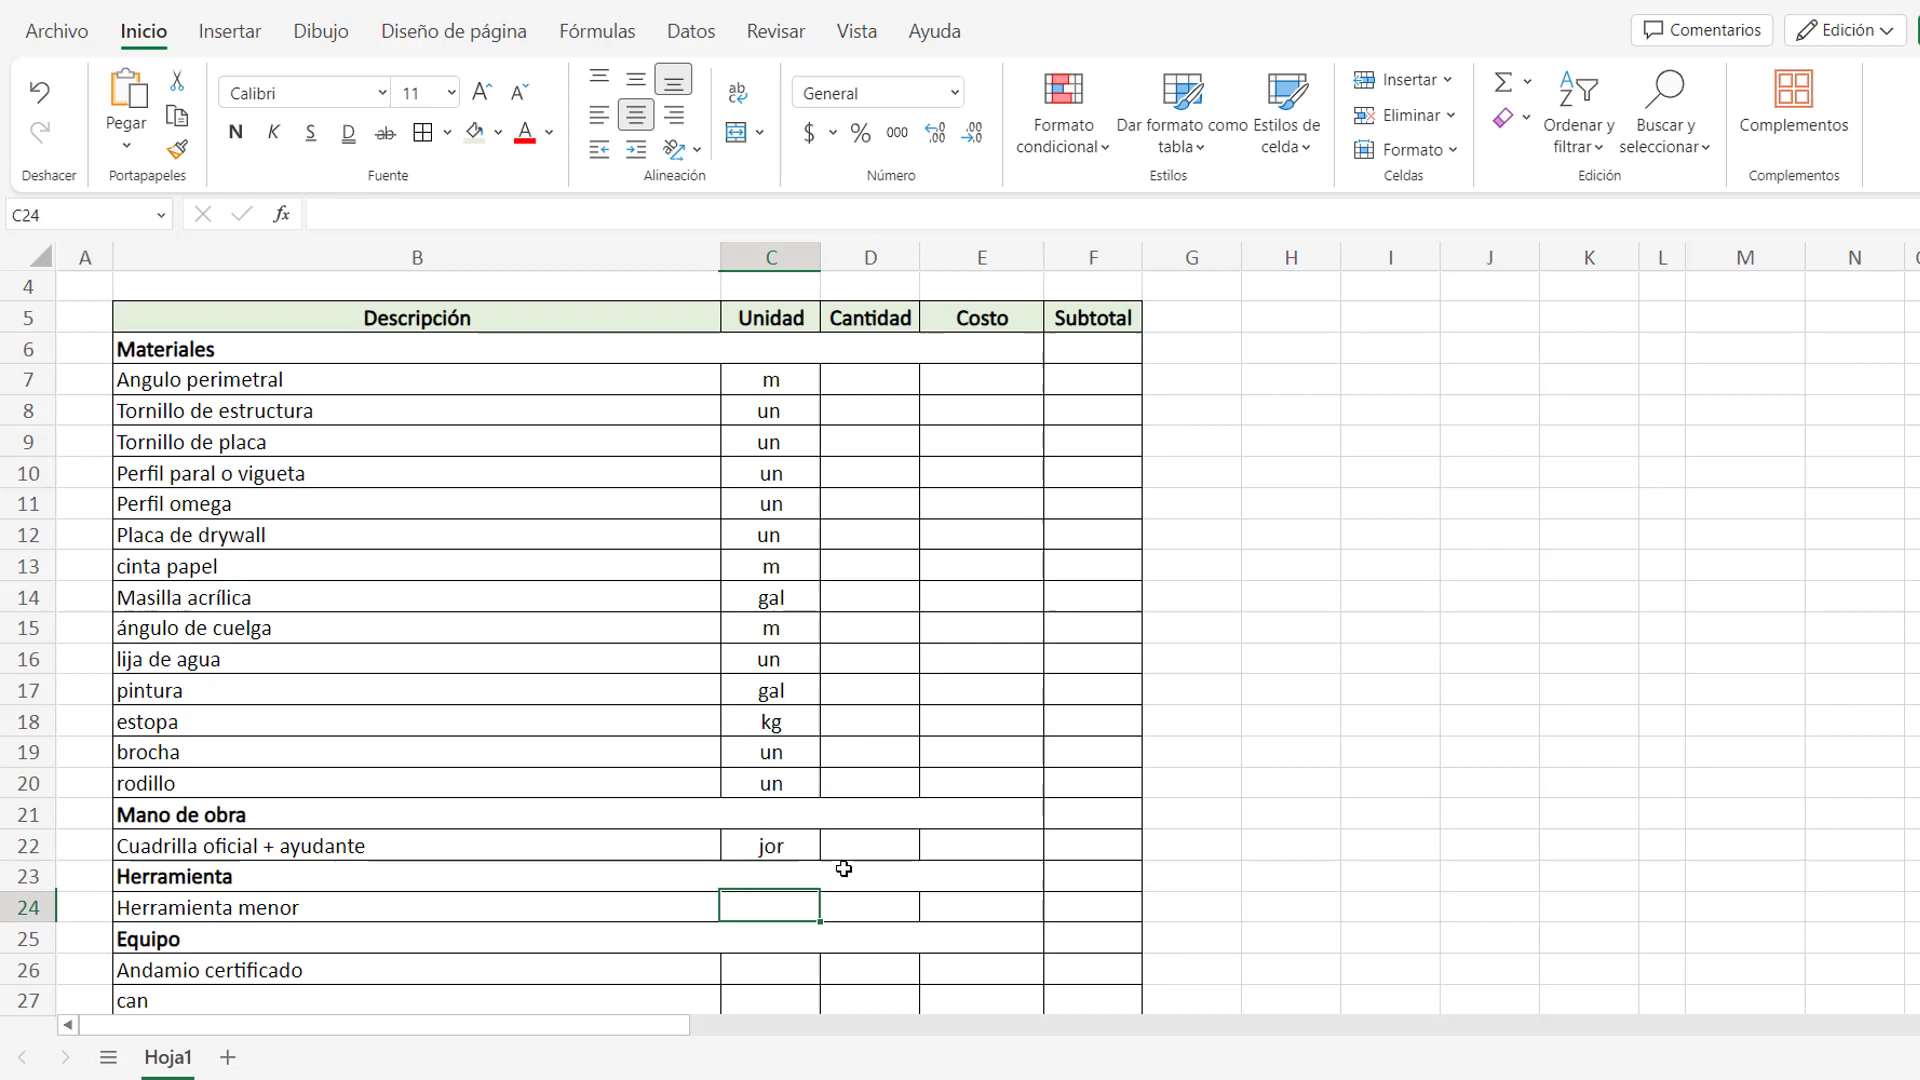 Archivo Inicio Insertar Dibujo Diseño de página Fórmulas Datos Revisar Vista Ayuda Comentarios Edición
Pegar
Calibri 11
N K S D ab A
ab
c
General
$ % 000 ,00 ,00
Formato condicional
Dar formato como tabla
Estilos de celda
Insertar
Eliminar
Formato
Ordenar y filtrar
Buscar y seleccionar
Complementos
Deshacer Portapapeles Fuente Alineación Número Estilos Celdas Edición Complementos
C24 fx
A B C D E F G H I J K L M N
4
5 Descripción Unidad Cantidad Costo Subtotal
6 Materiales
7 Angulo perimetral m
8 Tornillo de estructura un
9 Tornillo de placa un
10 Perfil paral o vigueta un
11 Perfil omega un
12 Placa de drywall un
13 cinta papel m
14 Masilla acrílica gal
15 ángulo de cuelga m
16 lija de agua un
17 pintura gal
18 estopa kg
19 brocha un
20 rodillo un
21 Mano de obra
22 Cuadrilla oficial + ayudante jor
23 Herramienta
24 Herramienta menor
25 Equipo
26 Andamio certificado
27 can
Hoja1